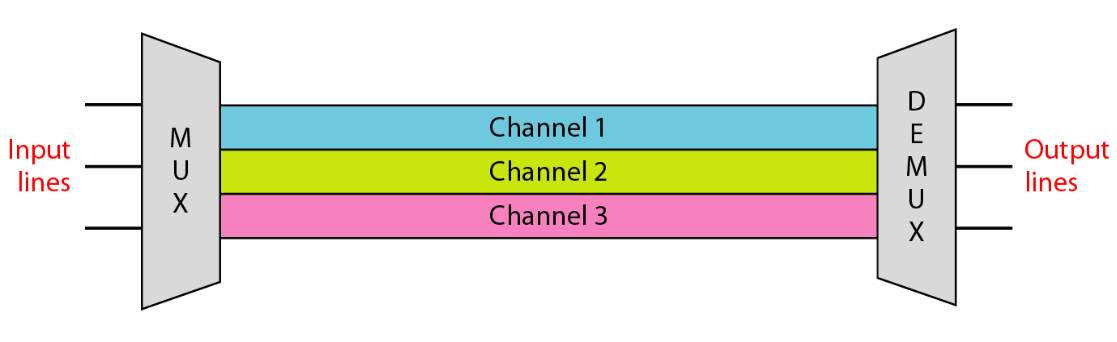 Input
lines
M
U
X
Channel 1
Channel 2
Channel 3
D
E
M
U
X
Output
lines